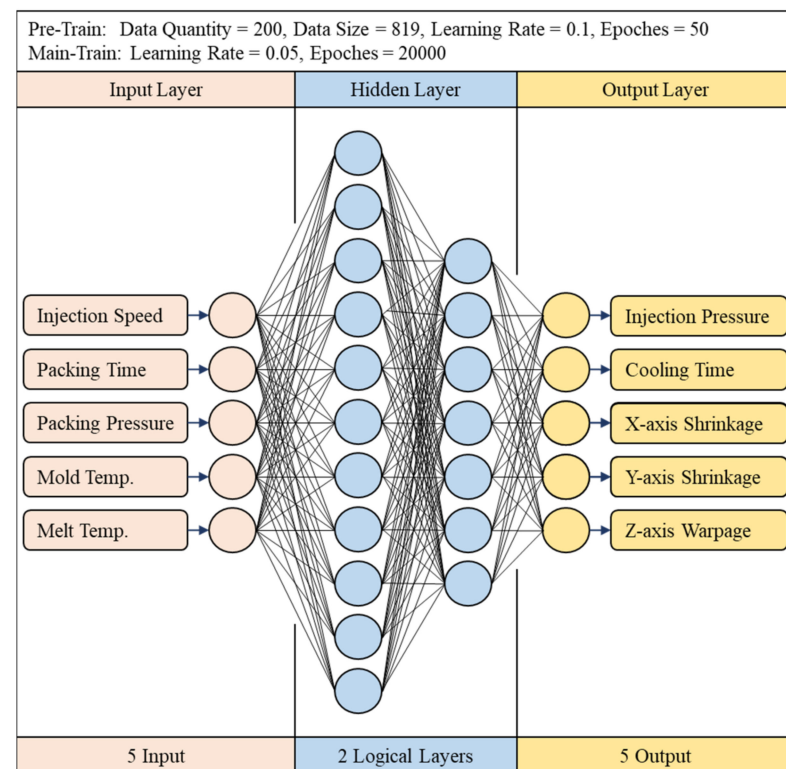 Pre-Train: Data Quantity = 200, Data Size = 819, Learning Rate = 0.1, Epoches = 50
Main-Train: Learning Rate = 0.05, Epoches = 20000
Input Layer
Hidden Layer
Output Layer
Injection Speed
Packing Time
Packing Pressure
Mold Temp.
Melt Temp.
Injection Pressure
Cooling Time
X-axis Shrinkage
Y-axis Shrinkage
Z-axis Warpage
5 Input
2 Logical Layers
5 Output